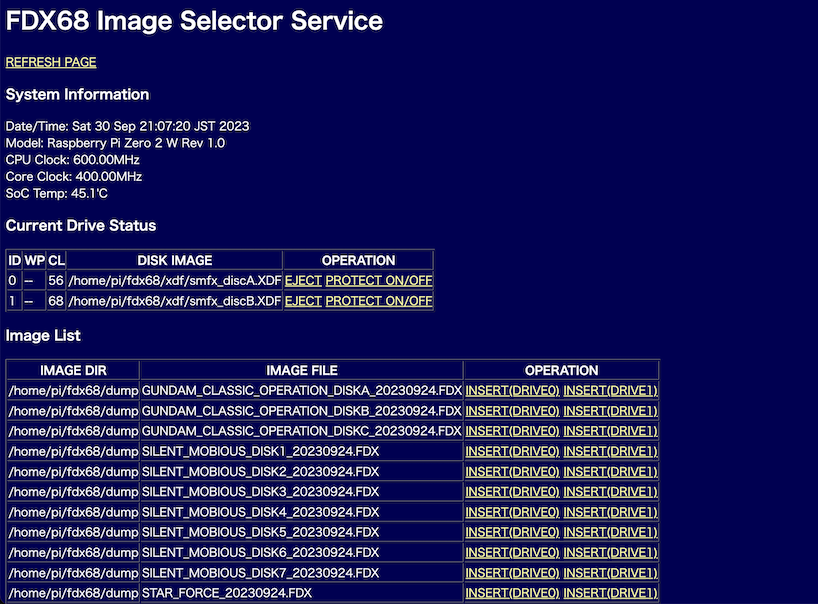 FDX68 Image Selector Service
REFRESH PAGE
System Information
Date/Time: Sat 30 Sep 21:07:20 JST 2023
Model: Raspberry Pi Zero 2 W Rev 1.0
CPU Clock: 600.00MHz
Core Clock: 400.00MHz
SoC Temp: 45.1'C
Current Drive Status
ID WP CL DISK IMAGE OPERATION
0 -- 56 /home/pi/fdx68/xdf/smfx_discA.XDF EJECT PROTECT ON/OFF
1 -- 68 /home/pi/fdx68/xdf/smfx_discB.XDF EJECT PROTECT ON/OFF
Image List
IMAGE DIR IMAGE FILE OPERATION
/home/pi/fdx68/dump GUNDAM_CLASSIC_OPERATION_DISKA_20230924.FDX INSERT(DRIVE0) INSERT(DRIVE1)
/home/pi/fdx68/dump GUNDAM_CLASSIC_OPERATION_DISKB_20230924.FDX INSERT(DRIVE0) INSERT(DRIVE1)
/home/pi/fdx68/dump GUNDAM_CLASSIC_OPERATION_DISKC_20230924.FDX INSERT(DRIVE0) INSERT(DRIVE1)
/home/pi/fdx68/dump SILENT_MOBIOUS_DISK1_20230924.FDX INSERT(DRIVE0) INSERT(DRIVE1)
/home/pi/fdx68/dump SILENT_MOBIOUS_DISK2_20230924.FDX INSERT(DRIVE0) INSERT(DRIVE1)
/home/pi/fdx68/dump SILENT_MOBIOUS_DISK3_20230924.FDX INSERT(DRIVE0) INSERT(DRIVE1)
/home/pi/fdx68/dump SILENT_MOBIOUS_DISK4_20230924.FDX INSERT(DRIVE0) INSERT(DRIVE1)
/home/pi/fdx68/dump SILENT_MOBIOUS_DISK5_20230924.FDX INSERT(DRIVE0) INSERT(DRIVE1)
/home/pi/fdx68/dump SILENT_MOBIOUS_DISK6_20230924.FDX INSERT(DRIVE0) INSERT(DRIVE1)
/home/pi/fdx68/dump SILENT_MOBIOUS_DISK7_20230924.FDX INSERT(DRIVE0) INSERT(DRIVE1)
/home/pi/fdx68/dump STAR_FORCE_20230924.FDX INSERT(DRIVE0) INSERT(DRIVE1)